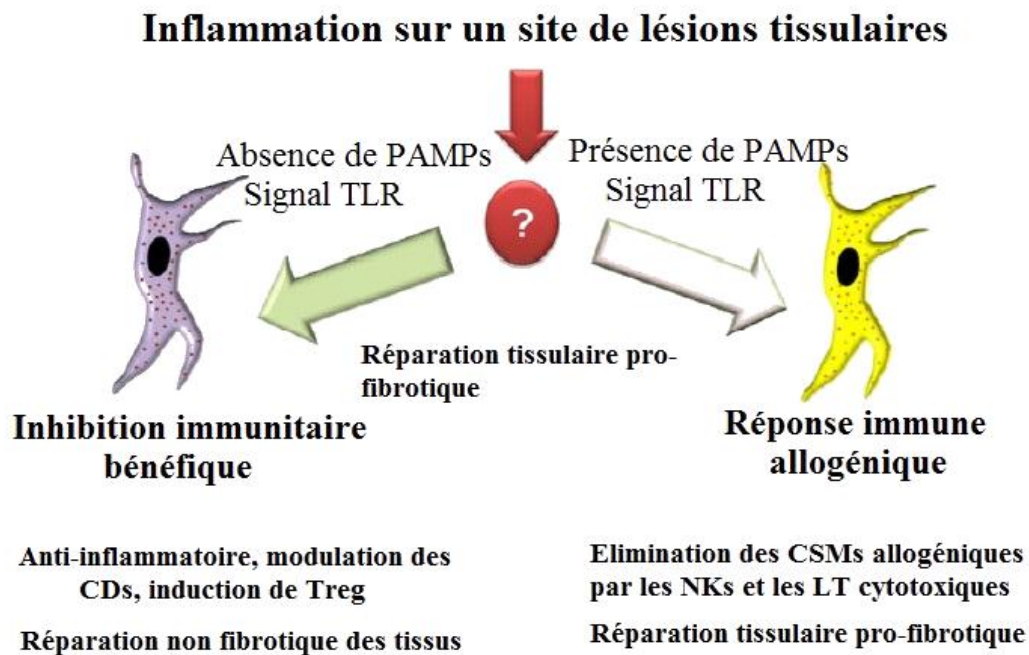 Inflammation sur un site de lésions tissulaires
Absence de PAMPs
Signal TLR
Présence de PAMPs
Signal TLR
?
Réparation tissulaire pro-
fibrotique
Inhibition immunitaire
bénéfique
Réponse immune
allogénique
Anti-inflammatoire, modulation des
CDs, induction de Treg
Réparation non fibrotique des tissus
Elimination des CSMs allogéniques
par les NKs et les LT cytotoxiques
Réparation tissulaire pro-fibrotique